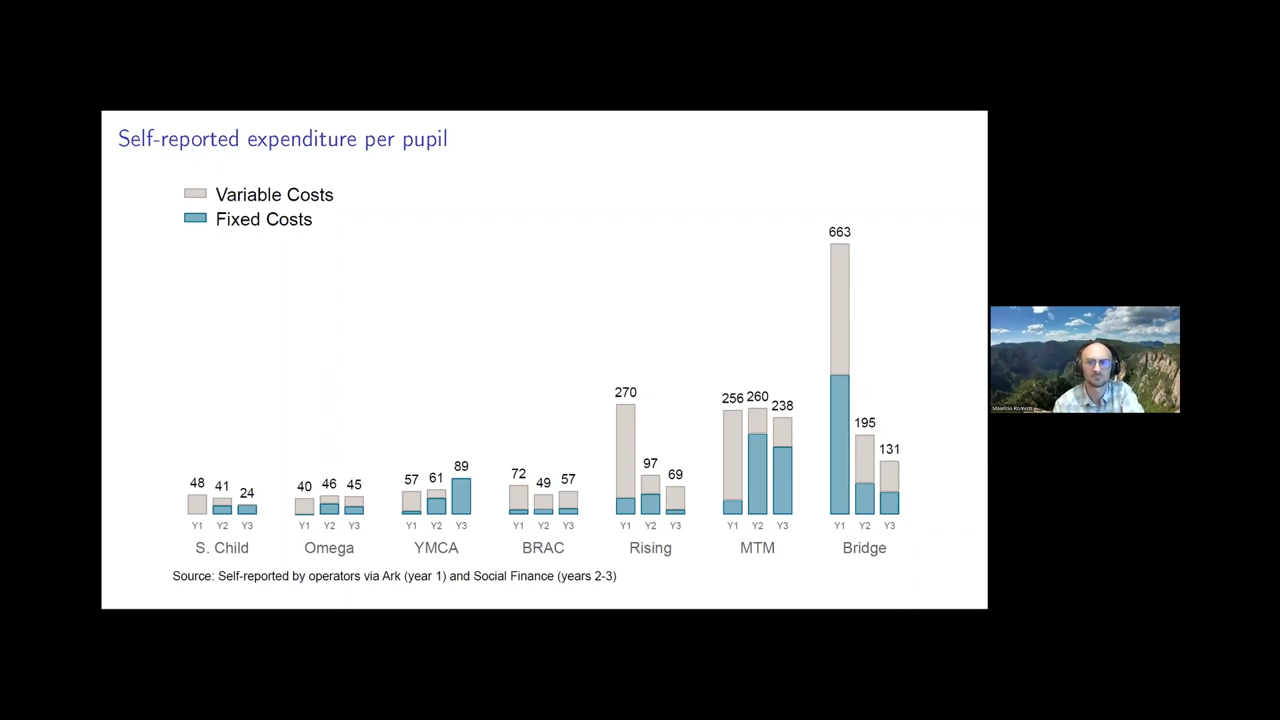 Self-reported expenditure per pupil
Variable Costs
Fixed Costs
48 41 24
40 46 45
57 61 89
72 49 57
270 97 69
256 260 238
663 195 131
Y1 Y2 Y3 Y1 Y2 Y3 Y1 Y2 Y3 Y1 Y2 Y3 Y1 Y2 Y3 Y1 Y2 Y3 Y1 Y2 Y3
S. Child Omega YMCA BRAC Rising MTM Bridge
Source: Self-reported by operators via Ark (year 1) and Social Finance (years 2-3)
Mauricio Romero